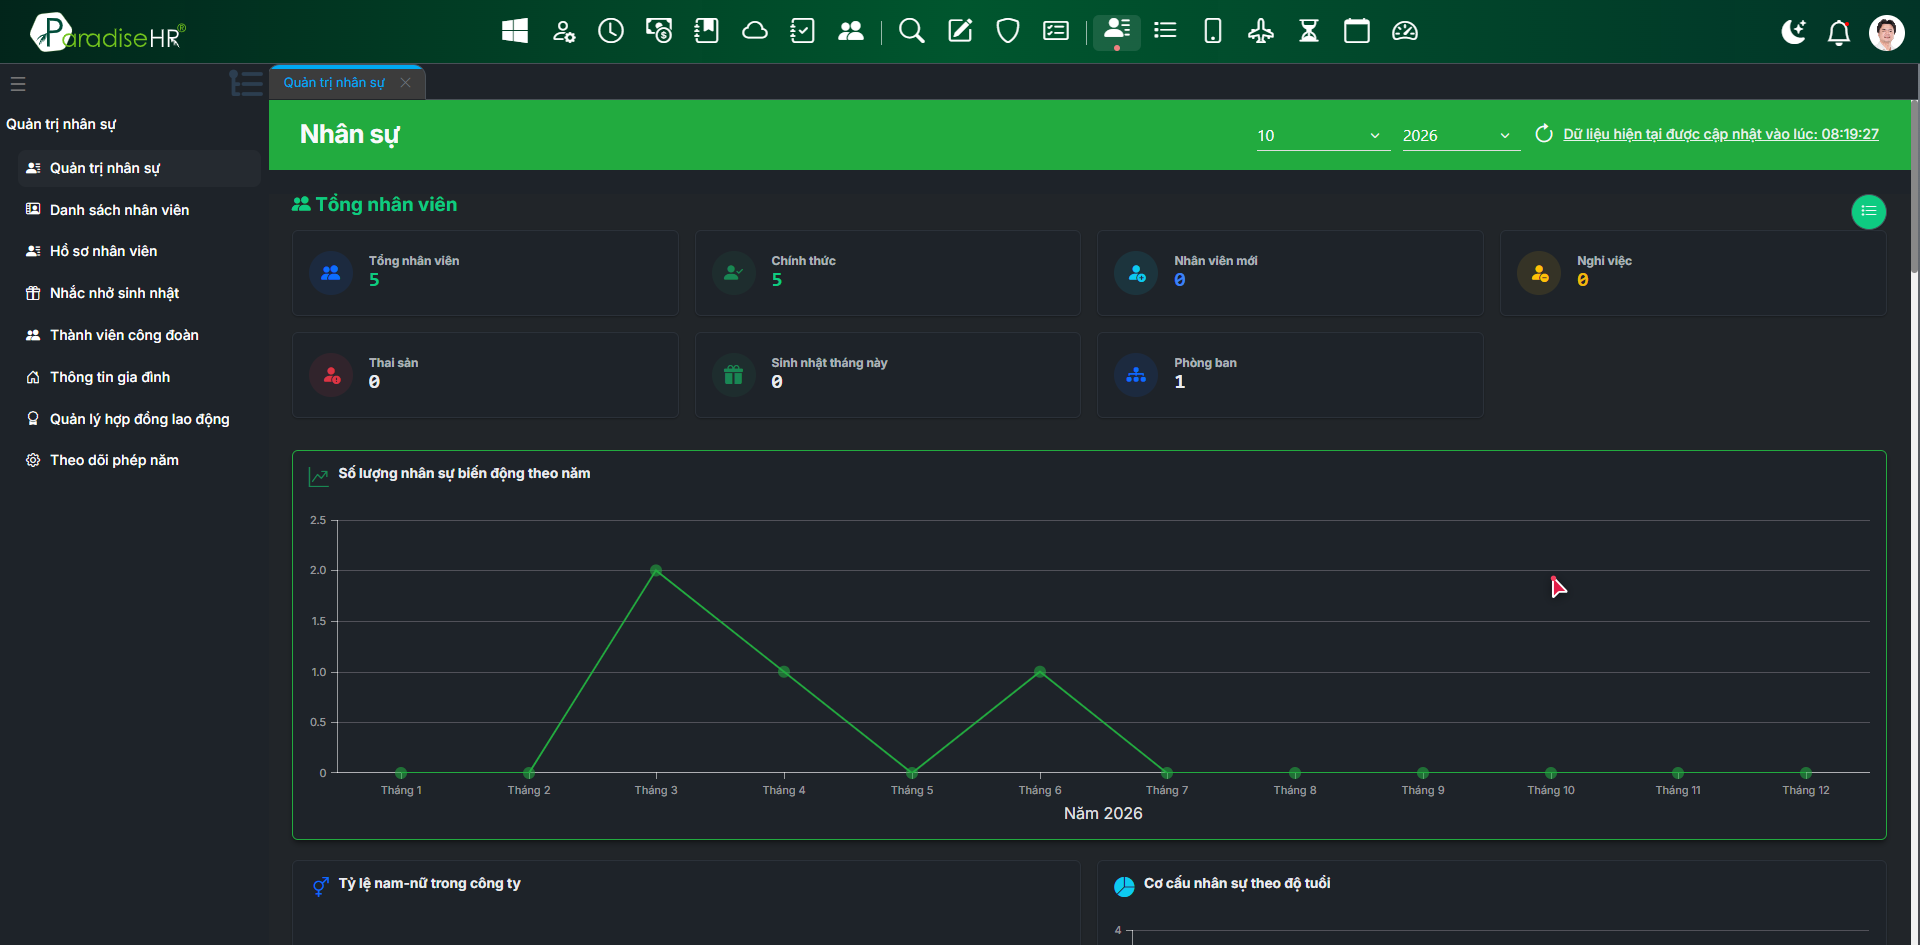 ParadiseHR®
Quản trị nhân sự
Quản trị nhân sự
Quản trị nhân sự
Danh sách nhân viên
Hồ sơ nhân viên
Nhắc nhở sinh nhật
Thành viên công đoàn
Thông tin gia đình
Quản lý hợp đồng lao động
Theo dõi phép năm
Nhân sự
10
2026
Dữ liệu hiện tại được cập nhật vào lúc: 08:19:27
Tổng nhân viên
Tổng nhân viên
5
Chính thức
5
Nhân viên mới
0
Nghỉ việc
0
Thai sản
0
Sinh nhật tháng này
0
Phòng ban
1
Số lượng nhân sự biến động theo năm
2.5
2.0
1.5
1.0
0.5
0
Tháng 1
Tháng 2
Tháng 3
Tháng 4
Tháng 5
Tháng 6
Tháng 7
Tháng 8
Tháng 9
Tháng 10
Tháng 11
Tháng 12
Năm 2026
Tỷ lệ nam-nữ trong công ty
Cơ cấu nhân sự theo độ tuổi
4